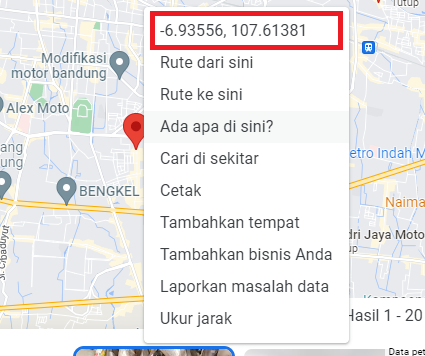 Tutup
-6.93556, 107.61381
Modifikasi
motor bandung
Rute dari sini
Alex Moto
Rute ke sini
Ada apa di sini?
Cari di sekitar
etro Indah M
BENGKEL
Cetak
Naima
Tambahkan tempat
dri Jaya Moto
Tambahkan bisnis Anda
Jl. Cibaduyut
Laporkan masalah data
Hasil 1 - 20
Ukur jarak
Data pet